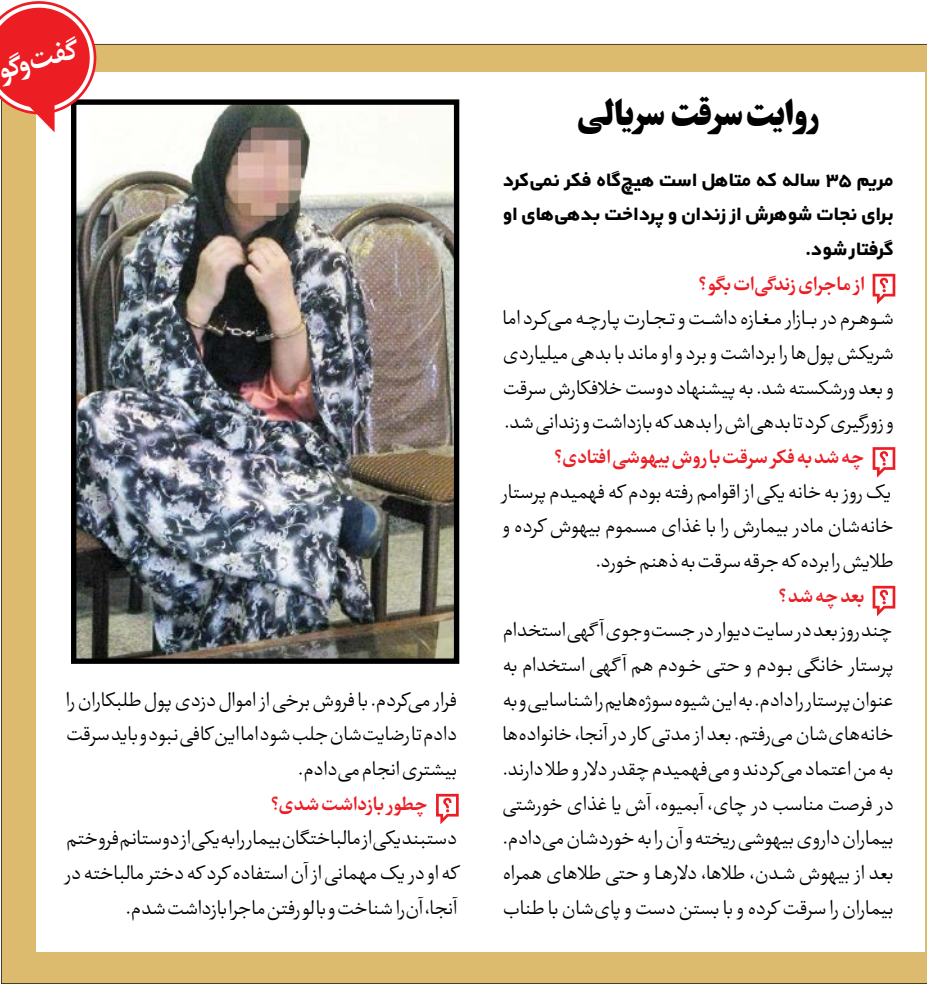 گفت‌وگو
روایت سرقت سریالی
مریم ۳۵ ساله که متاهل است هیچ‌گاه فکر نمی‌کرد
برای نجات شوهرش از زندان و پرداخت بدهی‌های او
گرفتار شود.
؟ از ماجرای زندگی‌ات بگو؟
شوهرم در بازار مغازه داشت و تجارت پارچه می‌کرد اما
شریکش پول‌ها را برداشت و برد و او ماند با بدهی میلیاردی
و بعد ورشکسته شد. به پیشنهاد دوست خلافکارش سرقت
و زورگیری کرد تا بدهی‌اش را بدهد که بازداشت و زندانی شد.
؟ چه شد به فکر سرقت با روش بیهوشی افتادی؟
یک روز به خانه یکی از اقوامم رفته بودم که فهمیدم پرستار
خانه‌شان مادر بیمارش را با غذای مسموم بیهوش کرده و
طلایش را برده که جرقه سرقت به ذهنم خورد.
؟ بعد چه شد؟
چند روز بعد در سایت دیوار در جست‌وجوی آگهی استخدام
پرستار خانگی بودم و حتی خودم هم آگهی استخدام به
عنوان پرستار را دادم. به این شیوه سوژه‌هایم را شناسایی و به
خانه‌های‌شان می‌رفتم. بعد از مدتی کار در آنجا، خانواده‌ها
به من اعتماد می‌کردند و می‌فهمیدم چقدر دلار و طلا دارند.
در فرصت مناسب در چای، آبمیوه، آش یا غذای خورشتی
بیماران داروی بیهوشی ریخته و آن را به خوردشان می‌دادم.
بعد از بیهوش شدن، طلاها، دلارها و حتی طلاهای همراه
بیماران را سرقت کرده و با بستن دست و پای‌شان با طناب
فرار می‌کردم. با فروش برخی از اموال دزدی پول طلبکاران را
دادم تا رضایت‌شان جلب شود اما این کافی نبود و باید سرقت
بیشتری انجام می‌دادم.
؟ چطور بازداشت شدی؟
دستبند یکی از مالباختگان بیمار را به یکی از دوستانم فروختم
که او در یک مهمانی از آن استفاده کرد که دختر مالباخته در
آنجا، آن را شناخت و با لو رفتن ماجرا بازداشت شدم.